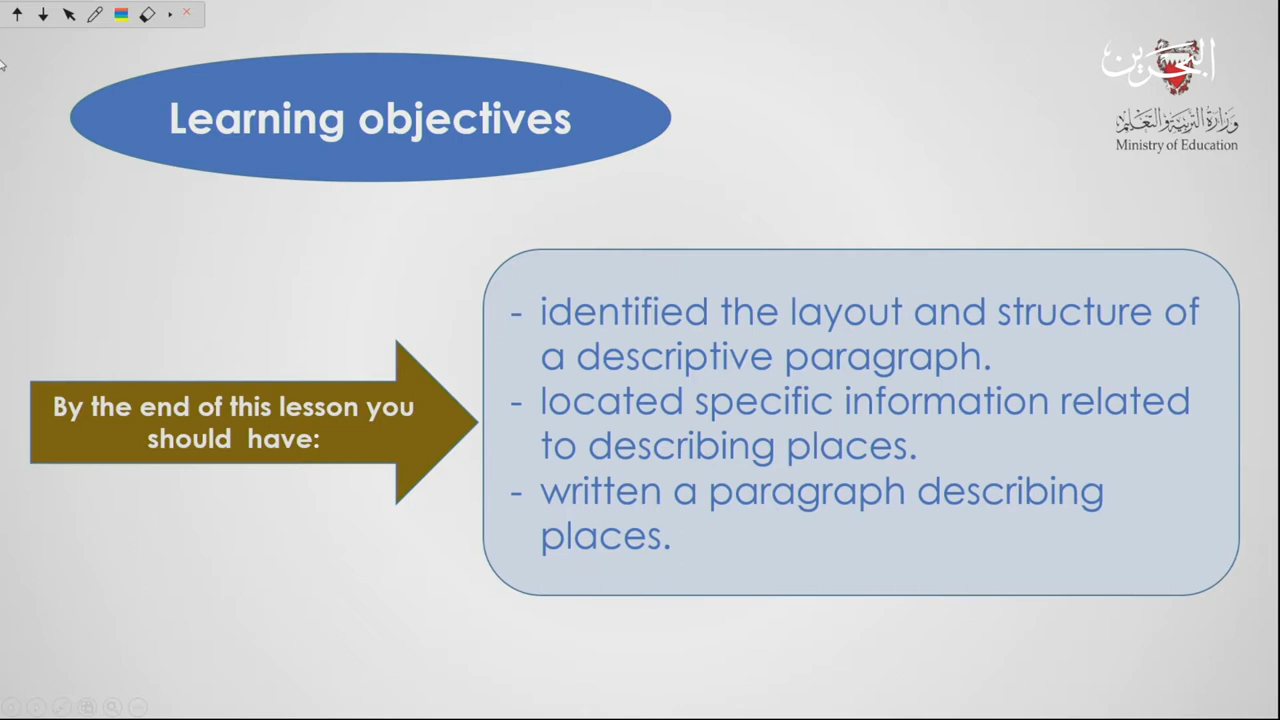 Learning objectives
البحرين
وزارة التربية والتعليم
Ministry of Education
By the end of this lesson you
should have:
- identified the layout and structure of
a descriptive paragraph.
- located specific information related
to describing places.
- written a paragraph describing
places.